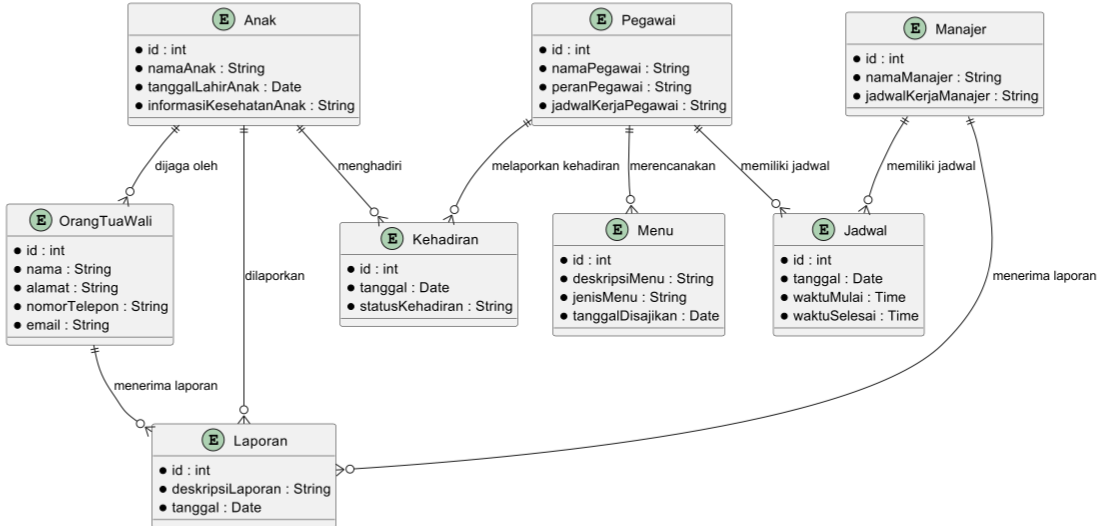 E Anak
id : int
namaAnak : String
tanggalLahirAnak : Date
informasiKesehatanAnak : String
E Pegawai
id : int
namaPegawai : String
peranPegawai : String
jadwalKerjaPegawai : String
E Manajer
id : int
namaManajer : String
jadwalKerjaManajer : String
dijaga oleh
menghadiri
melaporkan kehadiran
merencanakan
memiliki jadwal
memiliki jadwal
E OrangTuaWali
id : int
nama : String
alamat : String
nomorTelepon : String
email : String
dilaporkan
E Kehadiran
id : int
tanggal : Date
statusKehadiran : String
E Menu
id : int
deskripsiMenu : String
jenisMenu : String
tanggalDisajikan : Date
E Jadwal
id : int
tanggal : Date
waktuMulai : Time
waktuSelesai : Time
menerima laporan
menerima laporan
E Laporan
id : int
deskripsiLaporan : String
tanggal : Date